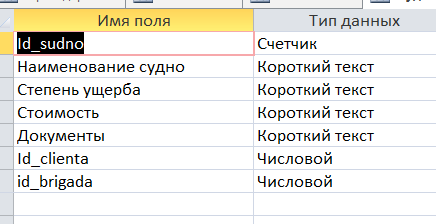 Имя поля Тип данных
Id_sudno Счетчик
Наименование судно Короткий текст
Степень ущерба Короткий текст
Стоимость Короткий текст
Документы Короткий текст
Id_clienta Числовой
id_brigada Числовой